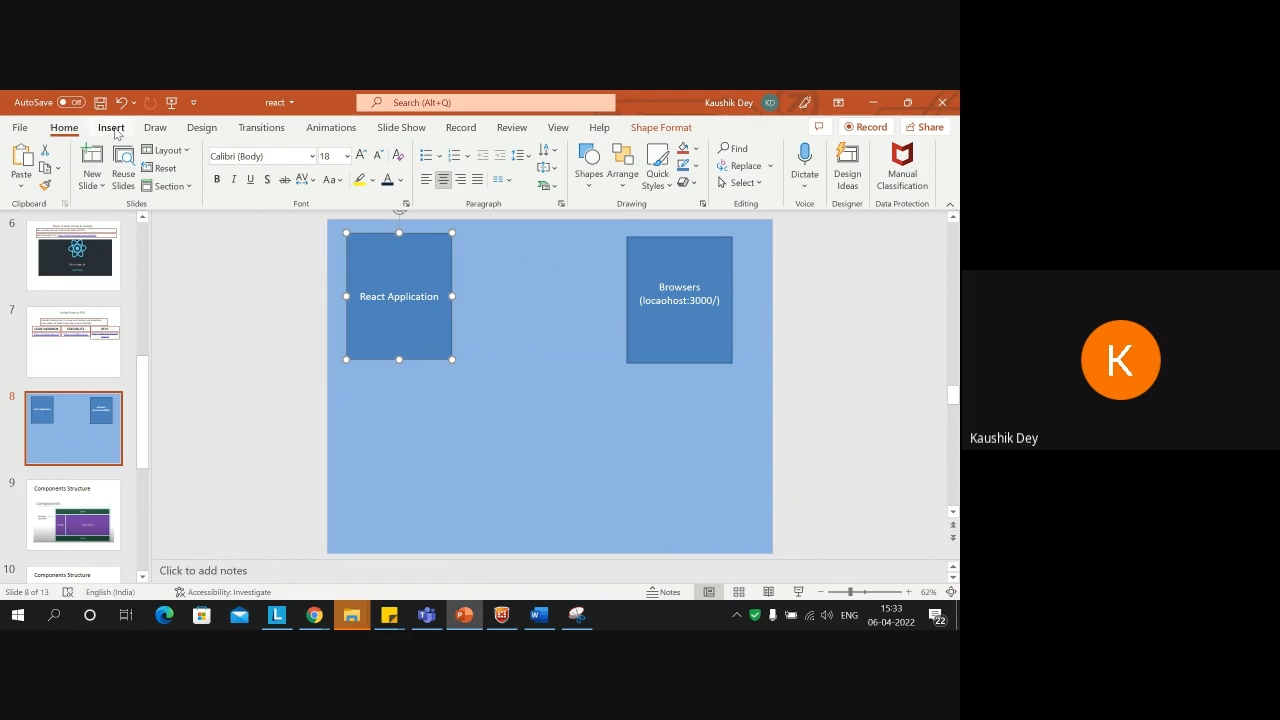 AutoSave Off
react
Search (Alt+Q)
Kaushik Dey KD
File Home Insert Draw Design Transitions Animations Slide Show Record Review View Help Shape Format
Record Share
Paste
New Slide
Reuse Slides
Layout
Reset
Section
Calibri (Body) 18
Shapes Arrange Quick Styles
Find
Replace
Select
Dictate
Design Ideas
Manual Classification
Clipboard Slides Font Paragraph Drawing Editing Voice Designer Data Protection
6
7
8
9
Components Structure
Components
10
Components Structure
React Application
Browsers
(locaohost:3000/)
Click to add notes
Slide 8 of 13 English (India) Accessibility: Investigate Notes 62%
ENG
15:33
06-04-2022
22
K
Kaushik Dey